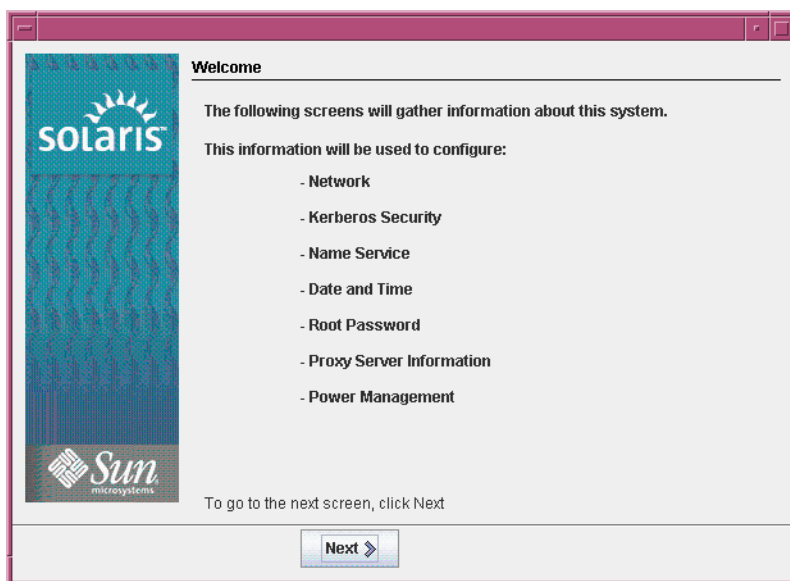 Welcome
solaris
The following screens will gather information about this system.
This information will be used to configure:
- Network
- Kerberos Security
- Name Service
- Date and Time
- Root Password
- Proxy Server Information
- Power Management
Sun
microsystems
To go to the next screen, click Next
Next